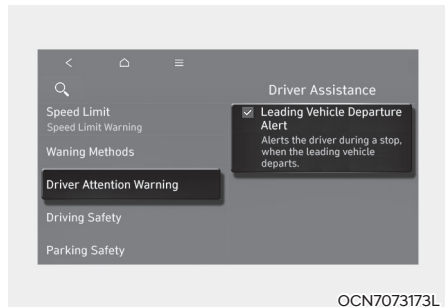 Driver Assistance
Speed Limit
Speed Limit Warning
Waning Methods
Driver Attention Warning
Driving Safety
Parking Safety
Leading Vehicle Departure
Alert
Alerts the driver during a stop,
when the leading vehicle
departs.
OCN7073173L